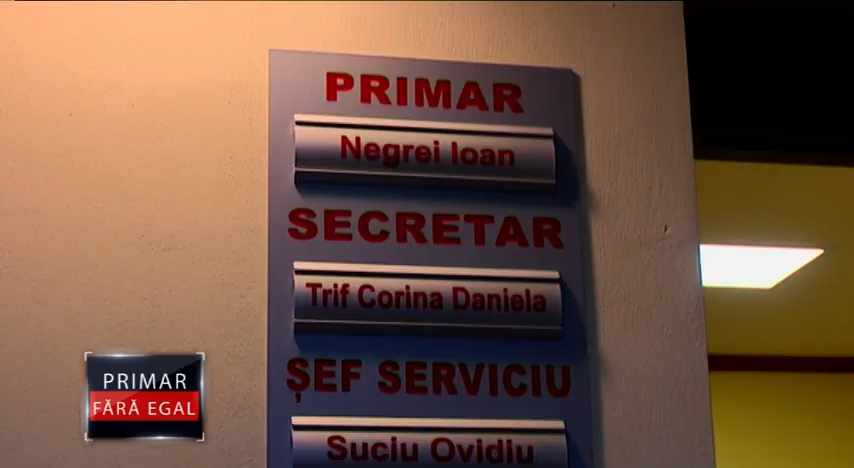 PRIMAR
Negrei Ioan
SECRETAR
Trif Corina Daniela
ȘEF SERVICIU
Suciu Ovidiu
PRIMAR
FĂRĂ EGAL